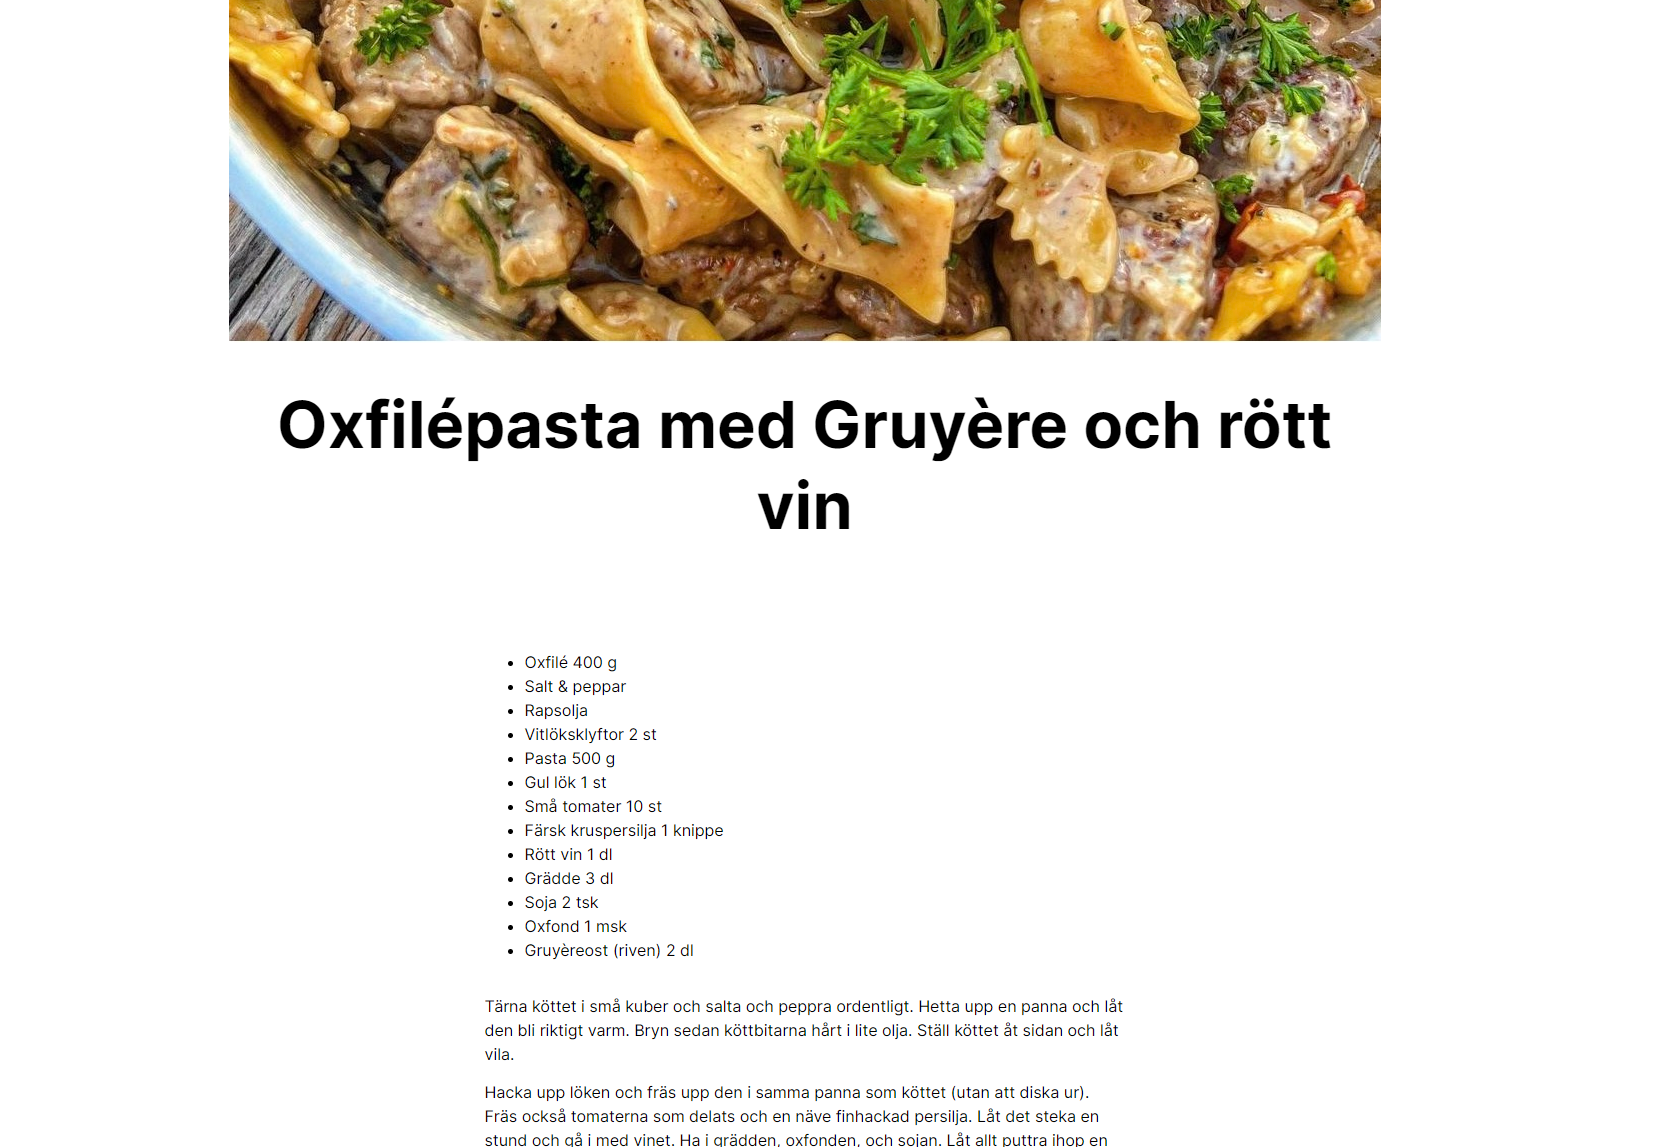 Oxfilépasta med Gruyère och rött
vin
Oxfilé 400 g
Salt & peppar
Rapsolja
Vitlöksklyftor 2 st
Pasta 500 g
Gul lök 1 st
Små tomater 10 st
Färsk kruspersilja 1 knippe
Rött vin 1 dl
Grädde 3 dl
Soja 2 tsk
Oxfond 1 msk
Gruyèreost (riven) 2 dl
Tärna köttet i små kuber och salta och peppra ordentligt. Hetta upp en panna och låt
den bli riktigt varm. Bryn sedan köttbitarna hårt i lite olja. Ställ köttet åt sidan och låt
vila.
Hacka upp löken och fräs upp den i samma panna som köttet (utan att diska ur).
Fräs också tomaterna som delats och en näve finhackad persilja. Låt det steka en
stund och gå i med vinet. Ha i grädden, oxfonden, och sojan. Låt allt puttra ihop en